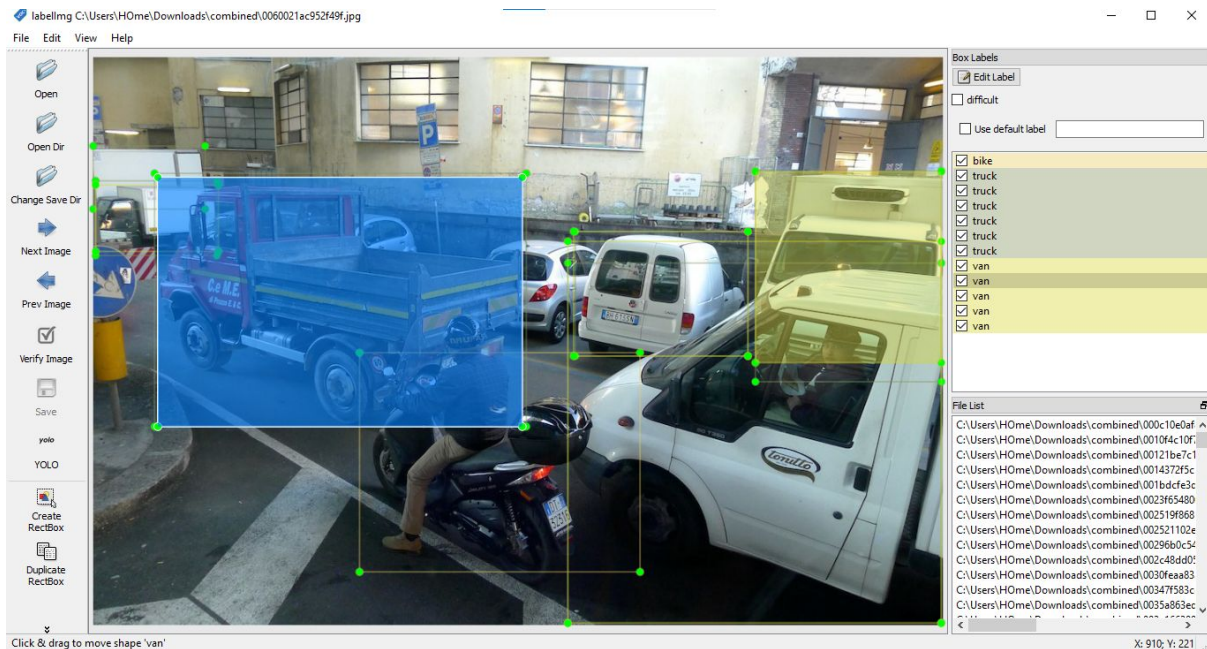 labelImg C:\Users\HOme\Downloads\combined\0060021ac952f49f.jpg
File Edit View Help
Open
Open Dir
Change Save Dir
Next Image
Prev Image
Verify Image
Save
yolo
YOLO
Create
RectBox
Duplicate
RectBox
P
C.e M.E.
tonitto
Box Labels
Edit Label
difficult
Use default label
bike
truck
truck
truck
truck
truck
truck
van
van
van
van
van
File List
C:\Users\HOme\Downloads\combined\000c10e0af
C:\Users\HOme\Downloads\combined\0010f4c10f
C:\Users\HOme\Downloads\combined\00121be7c1
C:\Users\HOme\Downloads\combined\0014372f5c
C:\Users\HOme\Downloads\combined\001bdcfe3c
C:\Users\HOme\Downloads\combined\0023f65480
C:\Users\HOme\Downloads\combined\002519f868
C:\Users\HOme\Downloads\combined\002521102e
C:\Users\HOme\Downloads\combined\00296b0c54
C:\Users\HOme\Downloads\combined\002c48dd05
C:\Users\HOme\Downloads\combined\0030feaa83
C:\Users\HOme\Downloads\combined\00347f583c
C:\Users\HOme\Downloads\combined\0035a863ec
Click & drag to move shape 'van'
X: 910; Y: 221